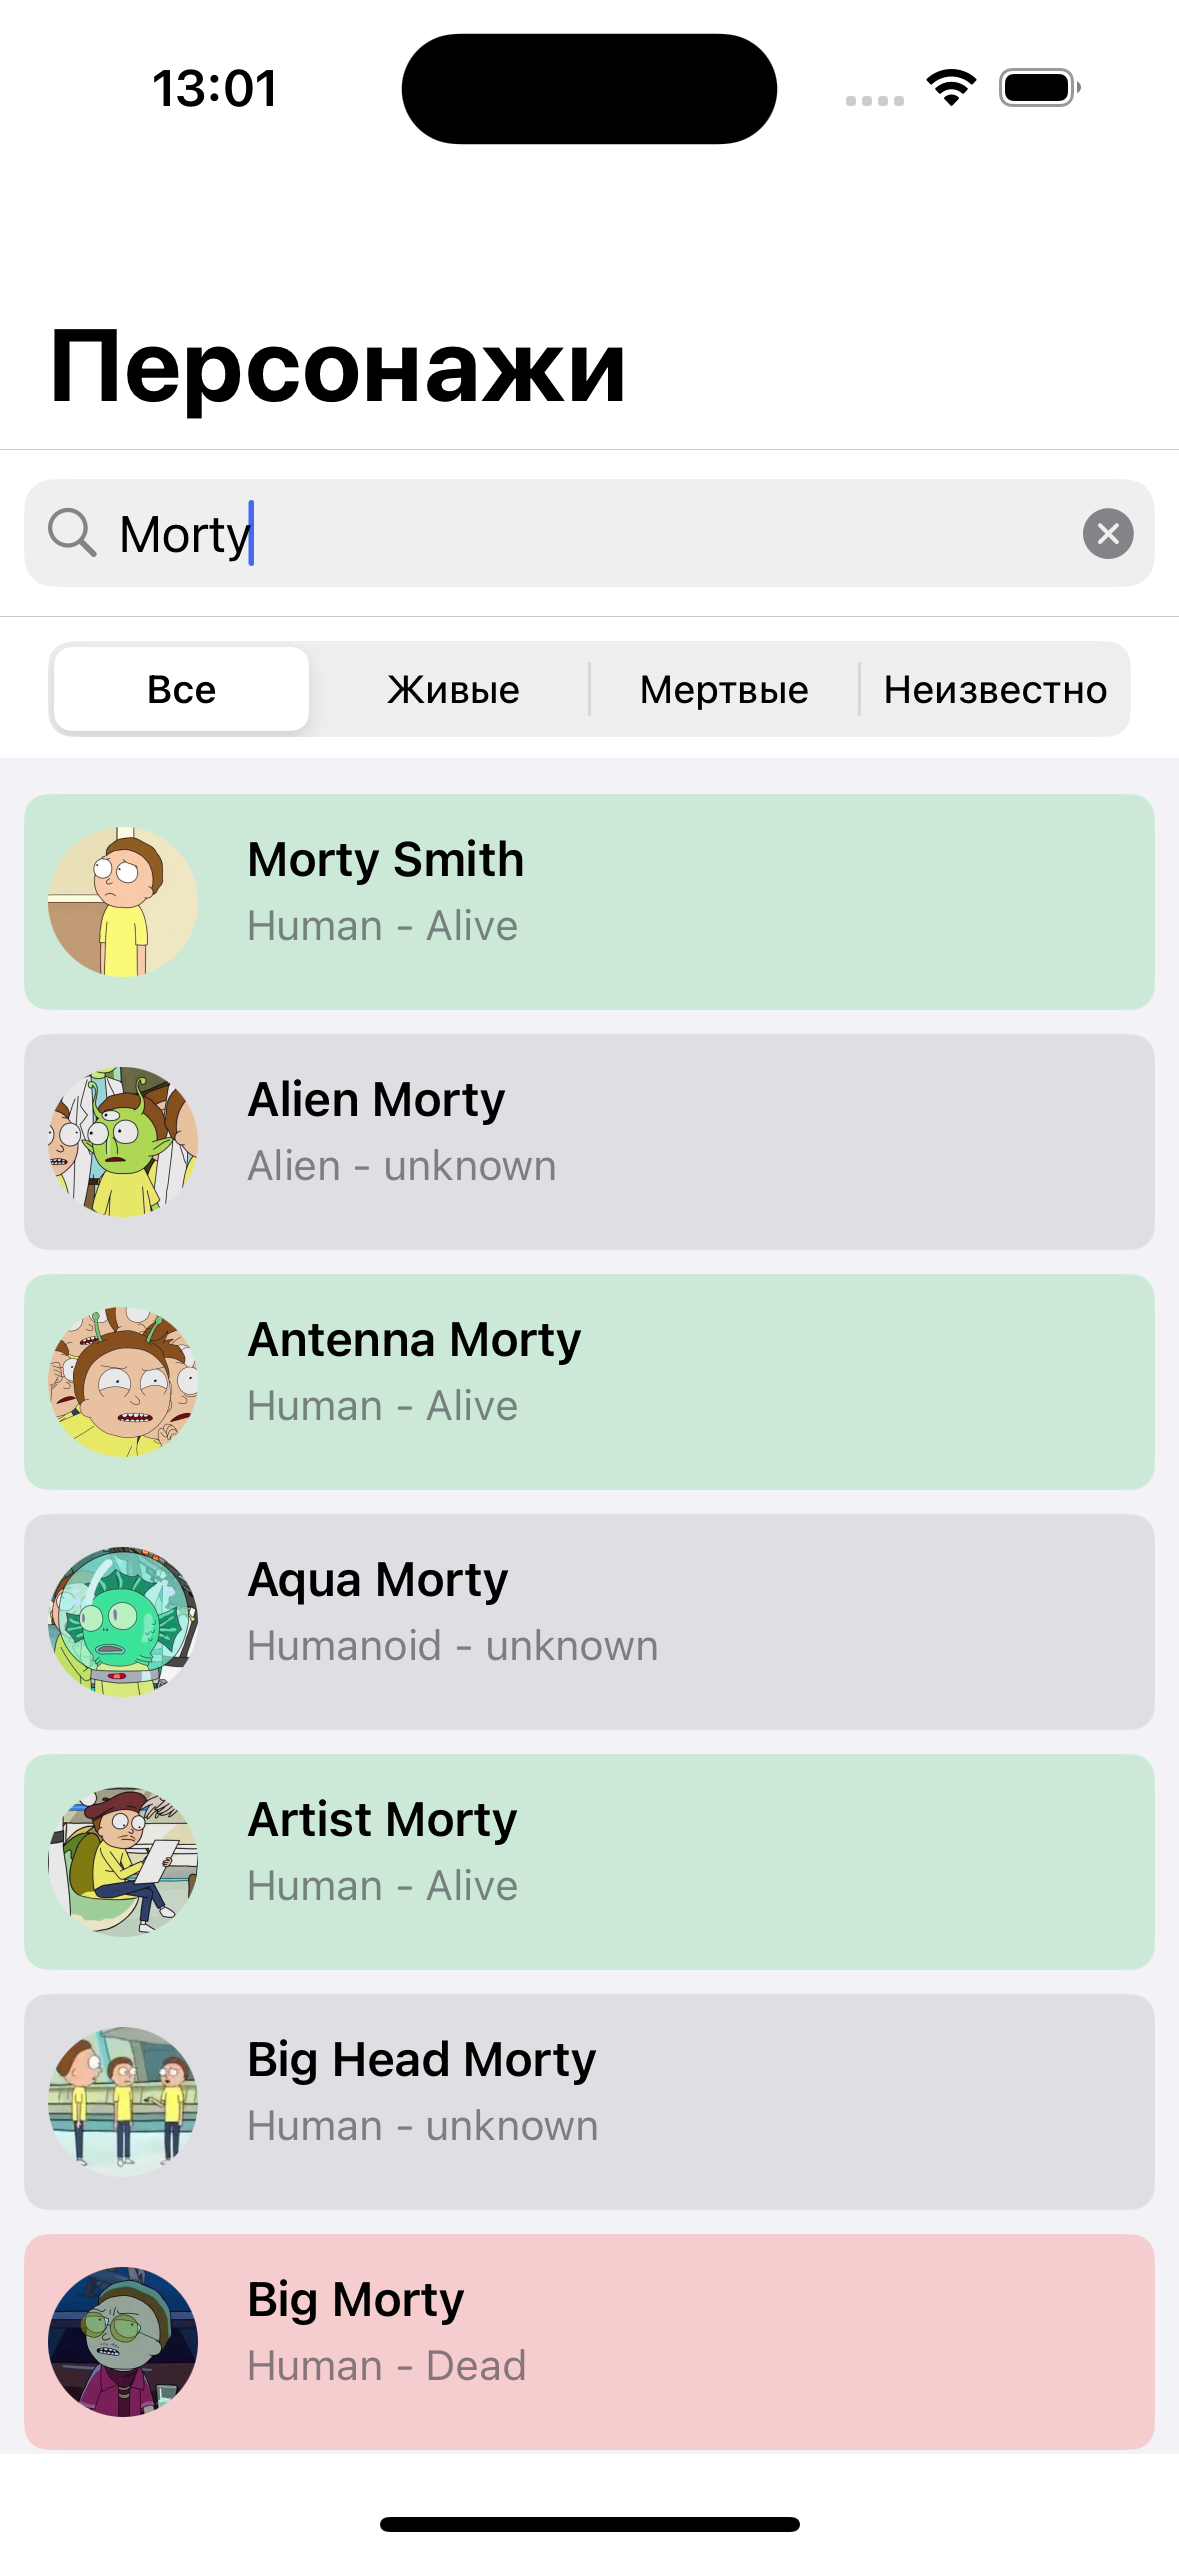 13:01
Персонажи
Morty
Все Живые Мертвые Неизвестно
Morty Smith
Human - Alive
Alien Morty
Alien - unknown
Antenna Morty
Human - Alive
Aqua Morty
Humanoid - unknown
Artist Morty
Human - Alive
Big Head Morty
Human - unknown
Big Morty
Human - Dead